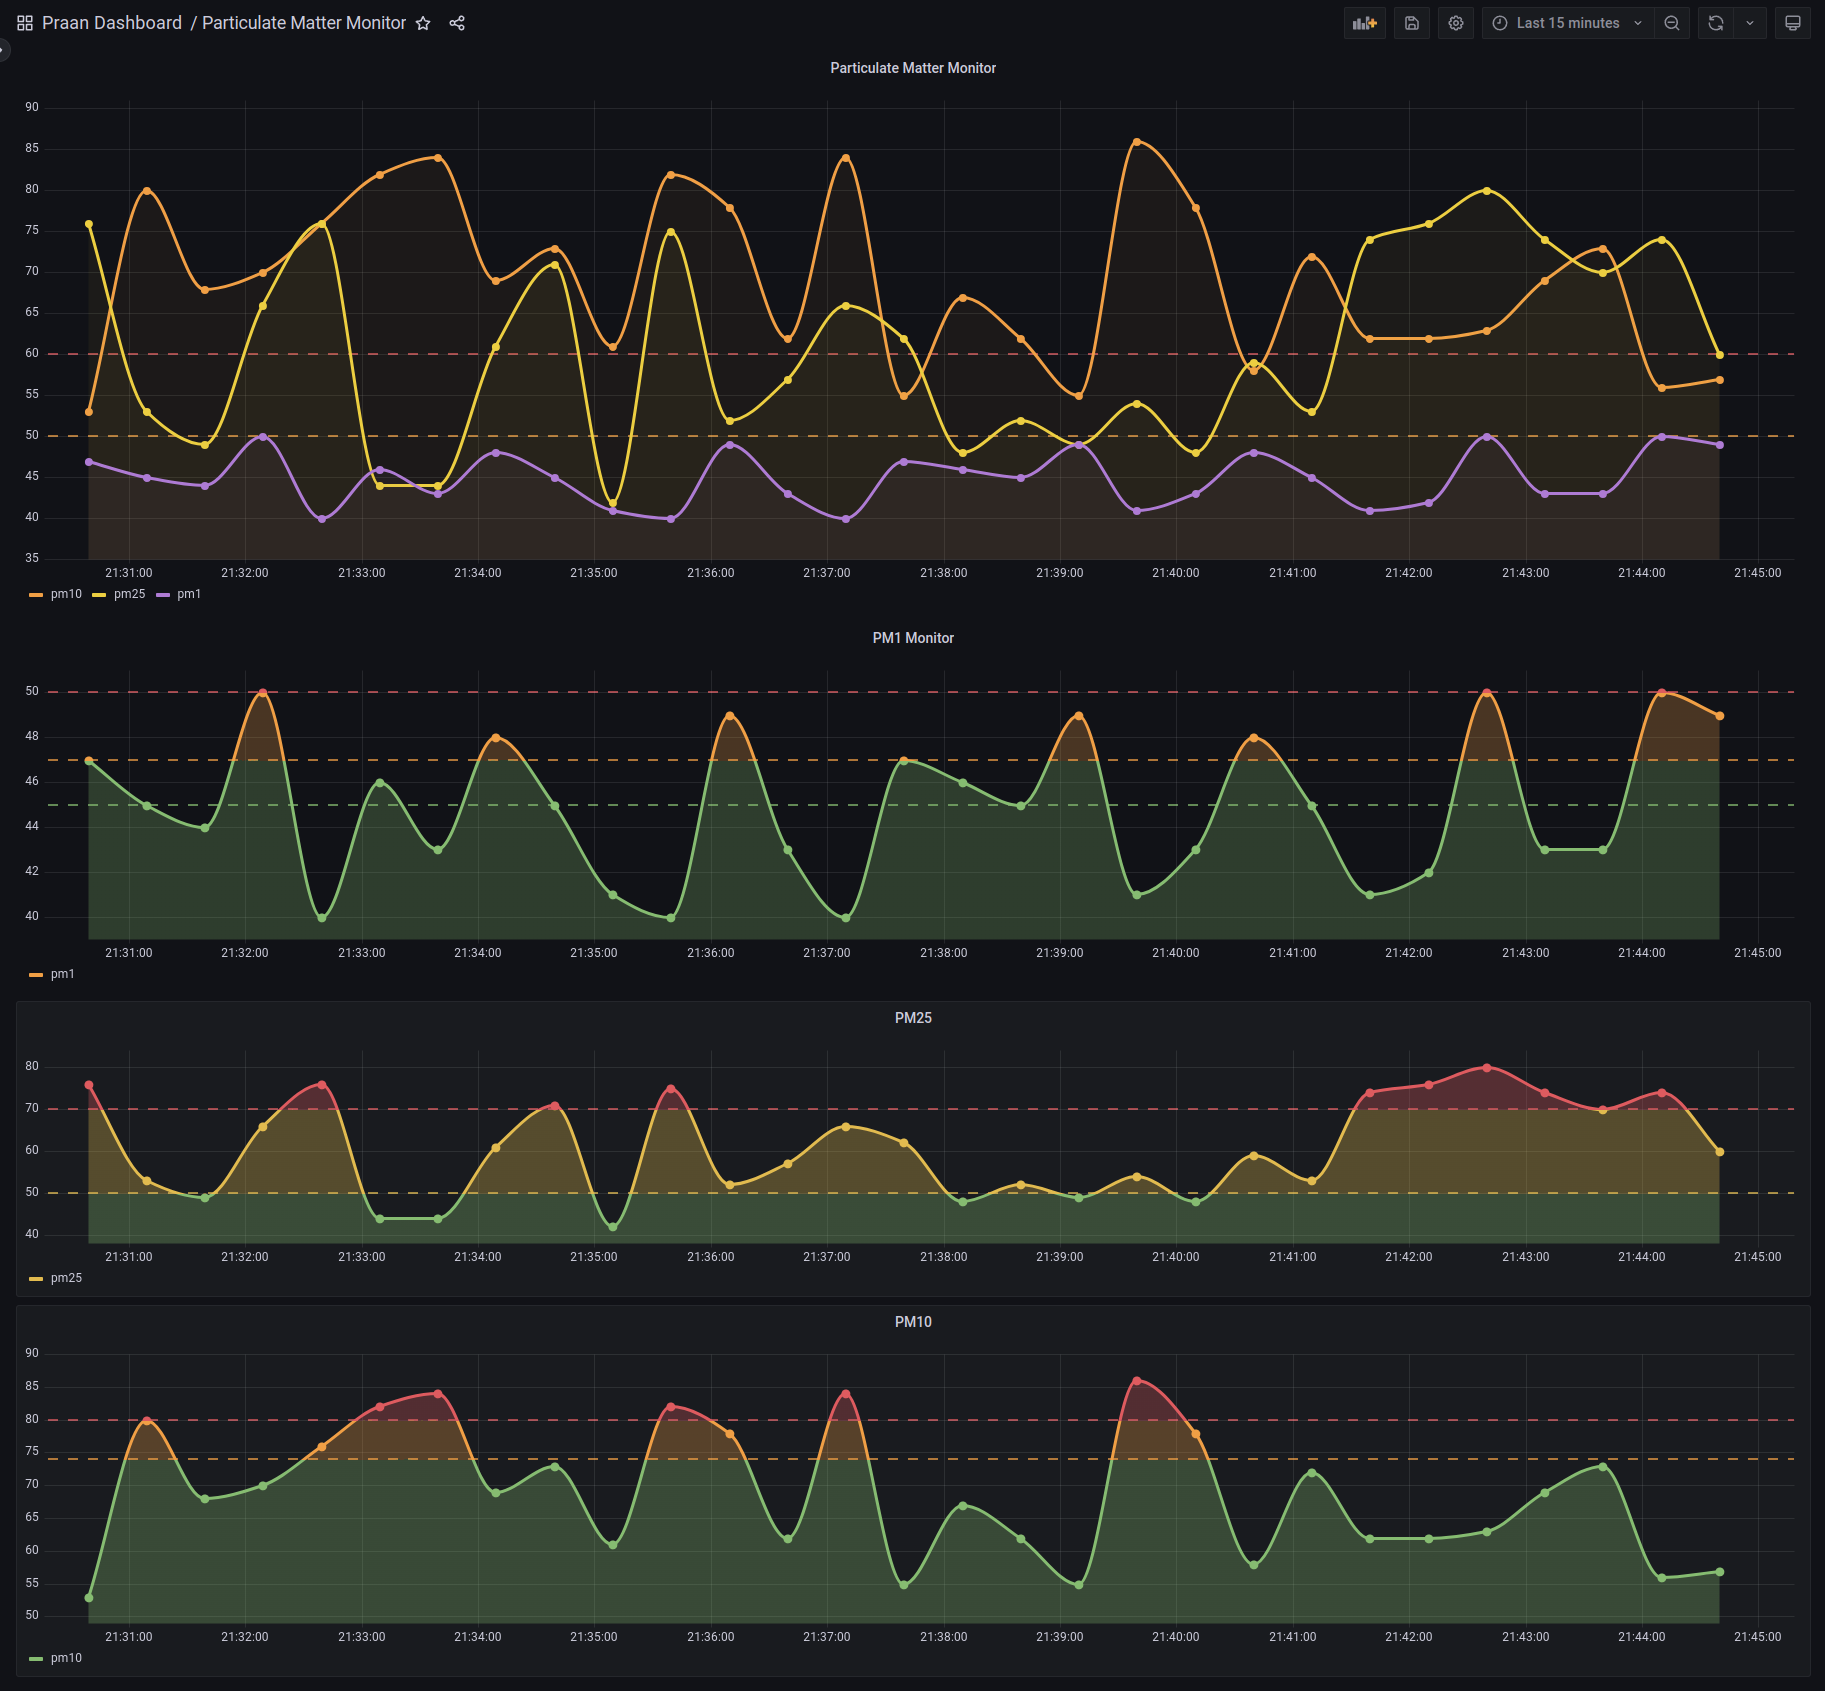 Praan Dashboard / Particulate Matter Monitor
Last 15 minutes
Particulate Matter Monitor
90
85
80
75
70
65
60
55
50
45
40
35
21:31:00 21:32:00 21:33:00 21:34:00 21:35:00 21:36:00 21:37:00 21:38:00 21:39:00 21:40:00 21:41:00 21:42:00 21:43:00 21:44:00 21:45:00
pm10 pm25 pm1
PM1 Monitor
50
48
46
44
42
40
21:31:00 21:32:00 21:33:00 21:34:00 21:35:00 21:36:00 21:37:00 21:38:00 21:39:00 21:40:00 21:41:00 21:42:00 21:43:00 21:44:00 21:45:00
pm1
PM25
80
70
60
50
40
21:31:00 21:32:00 21:33:00 21:34:00 21:35:00 21:36:00 21:37:00 21:38:00 21:39:00 21:40:00 21:41:00 21:42:00 21:43:00 21:44:00 21:45:00
pm25
PM10
90
85
80
75
70
65
60
55
50
21:31:00 21:32:00 21:33:00 21:34:00 21:35:00 21:36:00 21:37:00 21:38:00 21:39:00 21:40:00 21:41:00 21:42:00 21:43:00 21:44:00 21:45:00
pm10